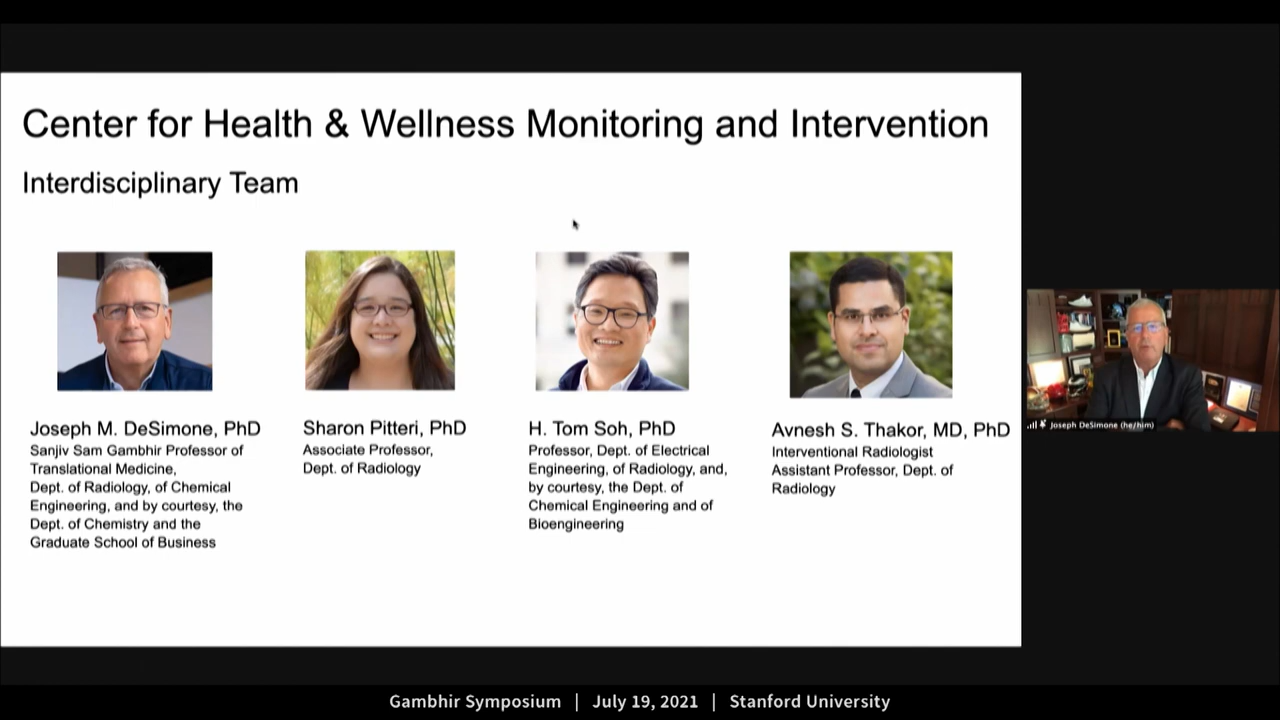 Center for Health & Wellness Monitoring and Intervention
Interdisciplinary Team
Joseph M. DeSimone, PhD
Sanjiv Sam Gambhir Professor of
Translational Medicine,
Dept. of Radiology, of Chemical
Engineering, and by courtesy, the
Dept. of Chemistry and the
Graduate School of Business
Sharon Pitteri, PhD
Associate Professor,
Dept. of Radiology
H. Tom Soh, PhD
Professor, Dept. of Electrical
Engineering, of Radiology, and,
by courtesy, the Dept. of
Chemical Engineering and of
Bioengineering
Avnesh S. Thakor, MD, PhD
Interventional Radiologist
Assistant Professor, Dept. of
Radiology
Joseph DeSimone (he/him)
Gambhir Symposium | July 19, 2021 | Stanford University